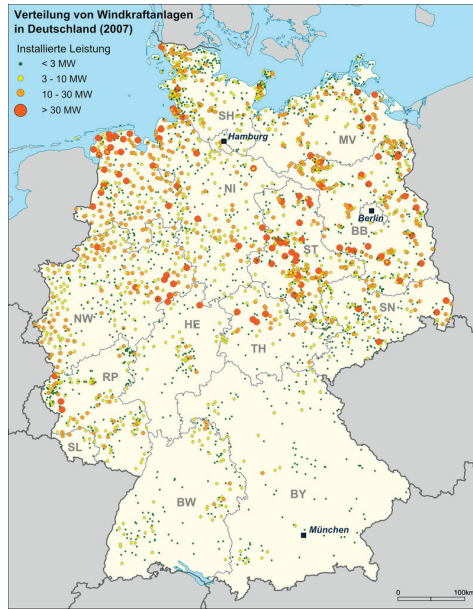 Verteilung von Windkraftanlagen
in Deutschland (2007)
Installierte Leistung
< 3 MW
3 - 10 MW
10 - 30 MW
> 30 MW
SH
Hamburg
MV
NI
Berlin
BB
ST
NW
SN
HE
TH
RP
SL
BW
BY
München
0
100km